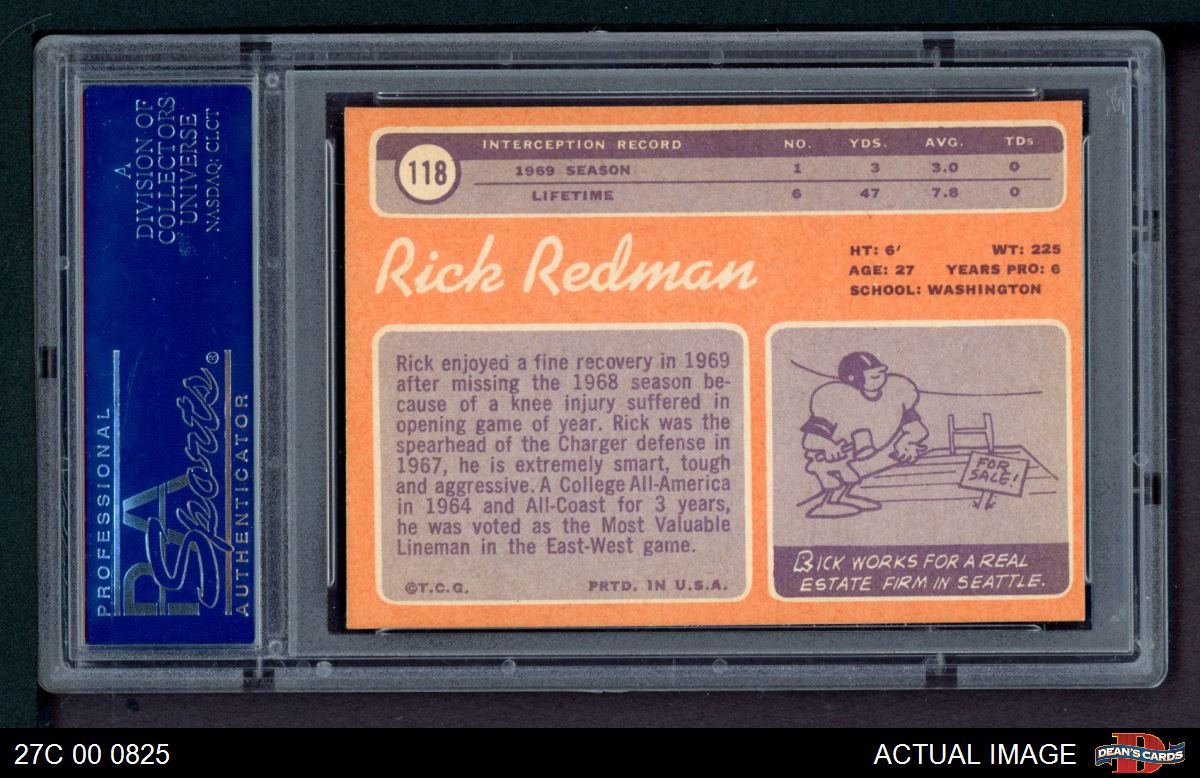 A
DIVISION OF
COLLECTORS
UNIVERSE
NASDAQ: CLCT
PROFESSIONAL
PSA
Sports®
AUTHENTICATOR
118
INTERCEPTION RECORD NO. YDS. AVG. TDs
1969 SEASON 1 3 3.0 0
LIFETIME 6 47 7.8 0
Rick Redman
HT: 6' WT: 225
AGE: 27 YEARS PRO: 6
SCHOOL: WASHINGTON
Rick enjoyed a fine recovery in 1969
after missing the 1968 season be-
cause of a knee injury suffered in
opening game of year. Rick was the
spearhead of the Charger defense in
1967, he is extremely smart, tough
and aggressive. A College All-America
in 1964 and All-Coast for 3 years,
he was voted as the Most Valuable
Lineman in the East-West game.
©T.C.G. PRTD. IN U.S.A.
FOR
SALE!
RICK WORKS FOR A REAL
ESTATE FIRM IN SEATTLE.
27C 00 0825
ACTUAL IMAGE
D
DEAN'S CARDS